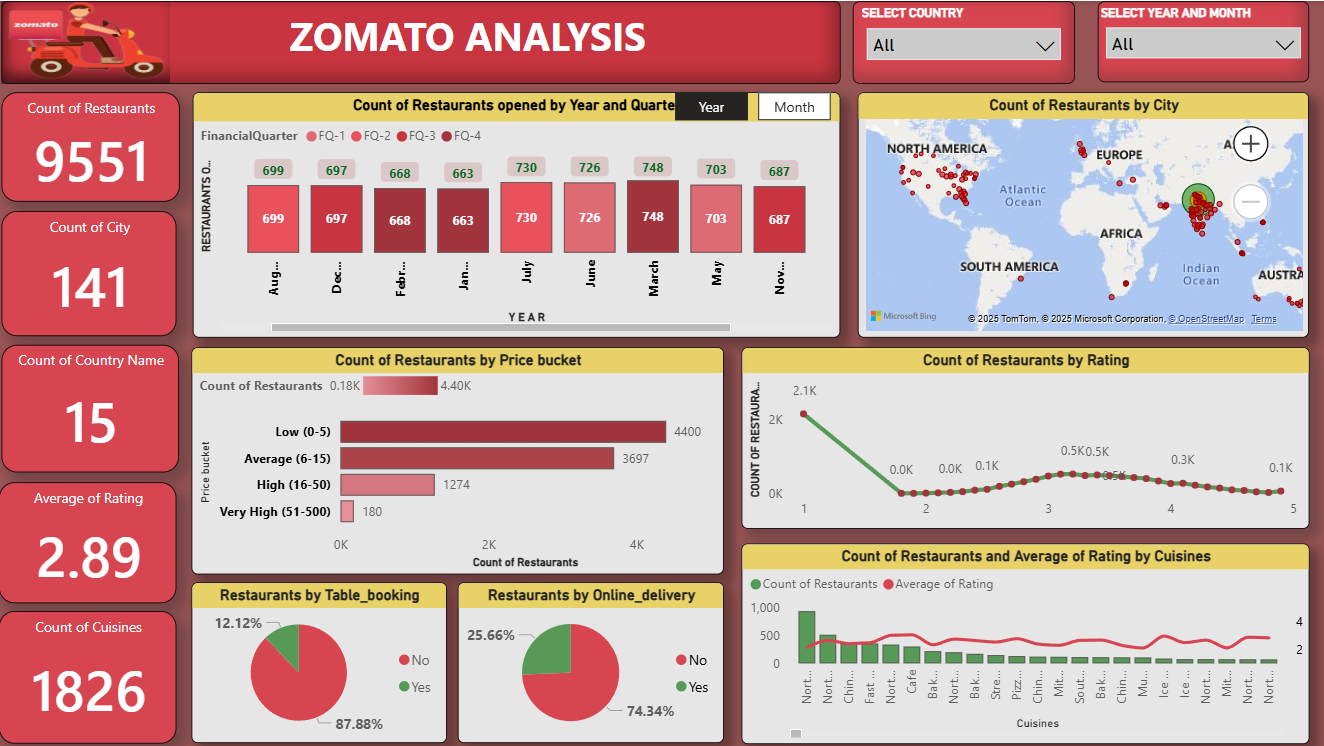 zomato
ZOMATO ANALYSIS
SELECT COUNTRY
All
SELECT YEAR AND MONTH
All
Count of Restaurants
9551
Count of City
141
Count of Country Name
15
Average of Rating
2.89
Count of Cuisines
1826
Count of Restaurants opened by Year and Quarte
Year
Month
FinancialQuarter FQ-1 FQ-2 FQ-3 FQ-4
RESTAURANTS O...
699 697 668 663 730 726 748 703 687
699 697 668 663 730 726 748 703 687
Aug... Dec... Febr... Jan... July June March May Nov...
YEAR
Count of Restaurants by City
NORTH AMERICA
EUROPE
A
Atlantic
Ocean
AFRICA
SOUTH AMERICA
Indian
Ocean
AUSTRA
Microsoft Bing
© 2025 TomTom, © 2025 Microsoft Corporation, © OpenStreetMap Terms
Count of Restaurants by Price bucket
Count of Restaurants 0.18K 4.40K
Price bucket
Low (0-5) 4400
Average (6-15) 3697
High (16-50) 1274
Very High (51-500) 180
0K 2K 4K
Count of Restaurants
Count of Restaurants by Rating
COUNT OF RESTAURA...
2.1K
2K
0.0K 0.0K 0.1K 0.5K 0.5K 0.5K 0.3K 0.1K
0K
1 2 3 4 5
Restaurants by Table_booking
12.12%
No
Yes
87.88%
Restaurants by Online_delivery
25.66%
No
Yes
74.34%
Count of Restaurants and Average of Rating by Cuisines
Count of Restaurants Average of Rating
1,000
500
0
4
2
Nort... Nort... Chin... Fast ... Nort... Cafe Bak... Nort... Bak... Stre... Pizz... Chin... Mit... Sout... Bak... Chin... Mu... Ice ... Ice ... Nort... Mit... Nort... Nort...
Cuisines